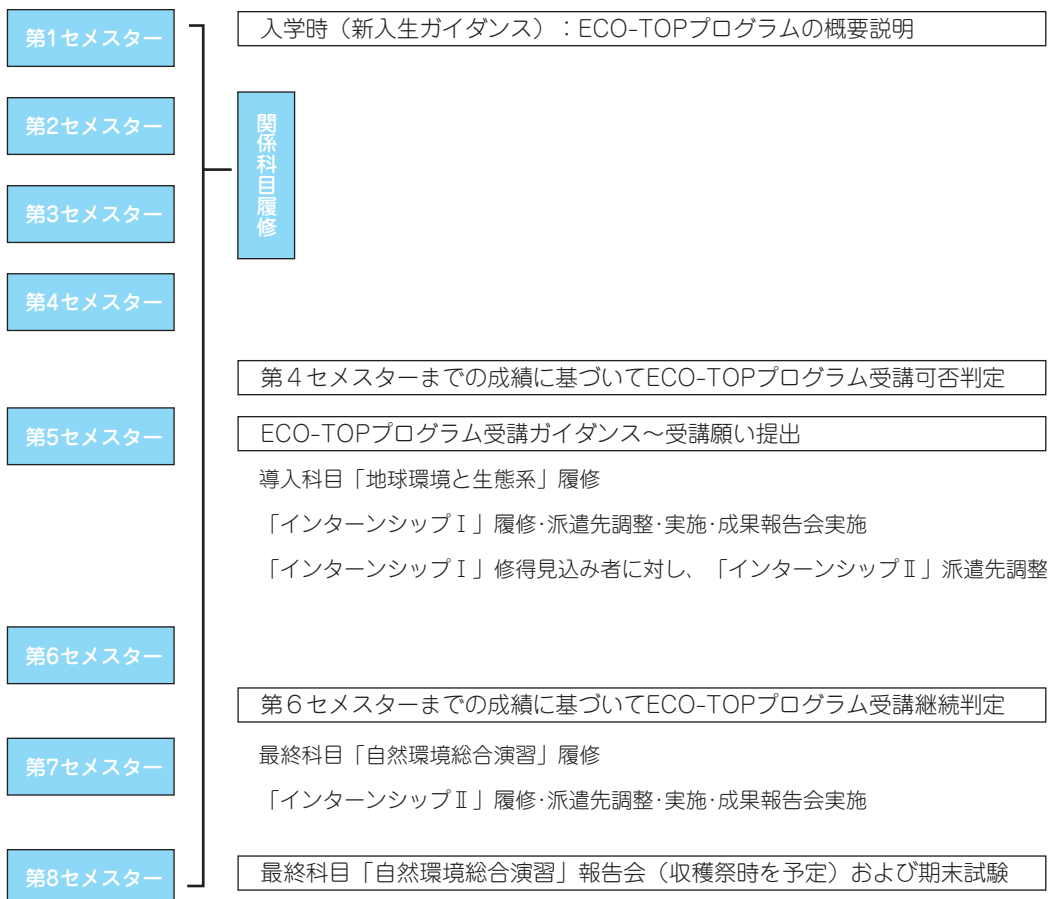 第1セメスター
入学時（新入生ガイダンス）：ECO-TOPプログラムの概要説明
第2セメスター
関係科目履修
第3セメスター
第4セメスター
第４セメスターまでの成績に基づいてECO-TOPプログラム受講可否判定
第5セメスター
ECO-TOPプログラム受講ガイダンス～受講願い提出
導入科目「地球環境と生態系」履修
「インターンシップⅠ」履修・派遣先調整・実施・成果報告会実施
「インターンシップⅠ」修得見込み者に対し、「インターンシップⅡ」派遣先調整
第6セメスター
第６セメスターまでの成績に基づいてECO-TOPプログラム受講継続判定
第7セメスター
最終科目「自然環境総合演習」履修
「インターンシップⅡ」履修・派遣先調整・実施・成果報告会実施
第8セメスター
最終科目「自然環境総合演習」報告会（収穫祭時を予定）および期末試験